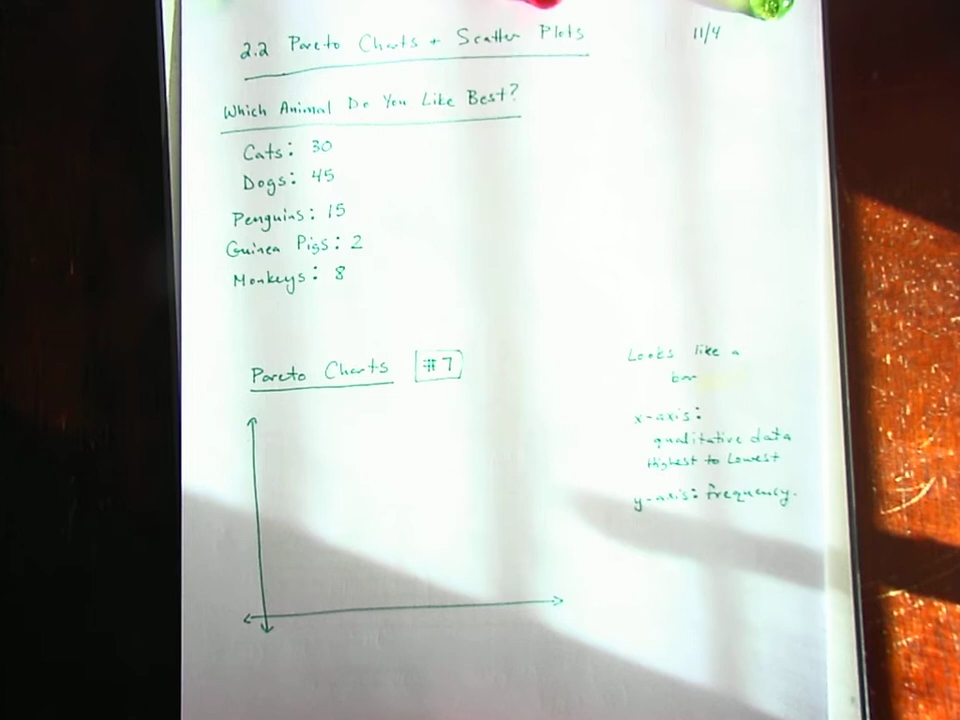 2.2 Pareto Charts + Scatter Plots
11/4
Which Animal Do You Like Best?
Cats: 30
Dogs: 45
Penguins: 15
Guinea Pigs: 2
Monkeys: 8
Pareto Charts #7
Looks like a
bar
x-axis:
qualitative data
Highest to Lowest
y-axis: frequency.